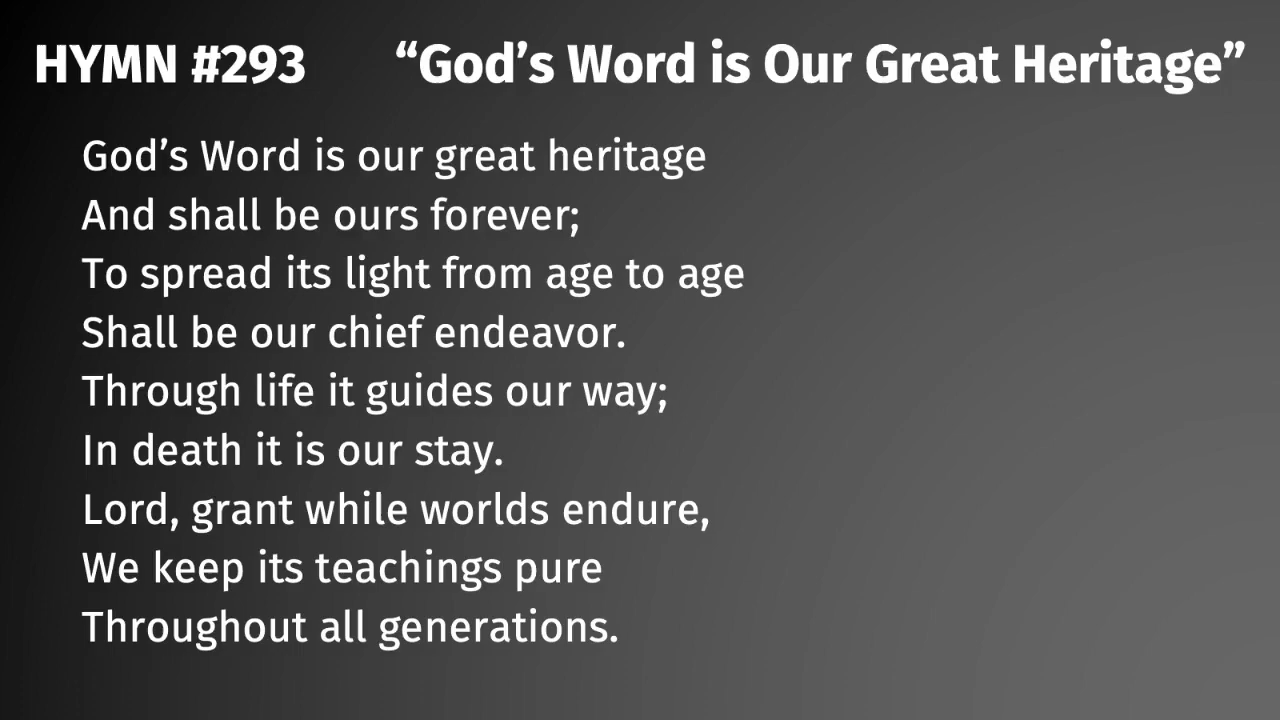 HYMN #293 “God’s Word is Our Great Heritage”
God’s Word is our great heritage
And shall be ours forever;
To spread its light from age to age
Shall be our chief endeavor.
Through life it guides our way;
In death it is our stay.
Lord, grant while worlds endure,
We keep its teachings pure
Throughout all generations.